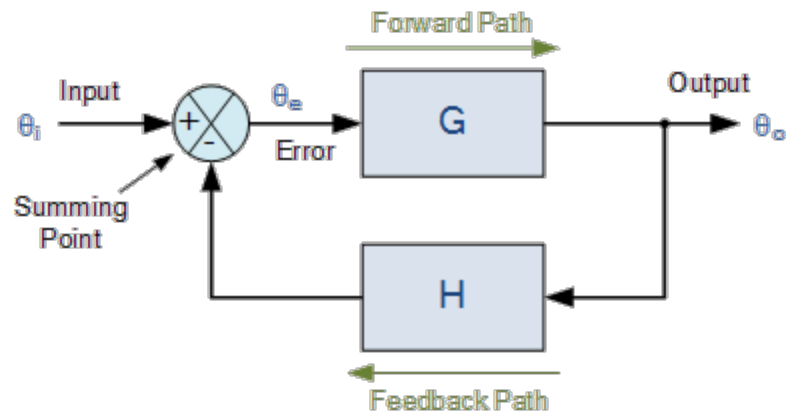 Forward Path
Input
θi
+
-
θe
Error
G
Output
θo
Summing
Point
H
Feedback Path